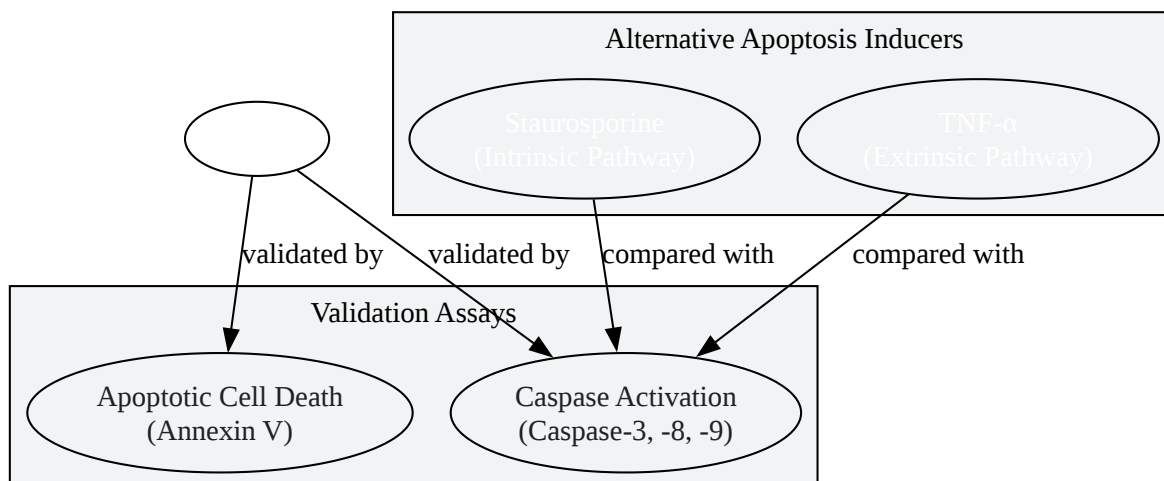 Alternative Apoptosis Inducers
Staurosporine
(Intrinsic Pathway)
TNF-α
(Extrinsic Pathway)
validated by
validated by
compared with
compared with
Validation Assays
Apoptotic Cell Death
(Annexin V)
Caspase Activation
(Caspase-3, -8, -9)